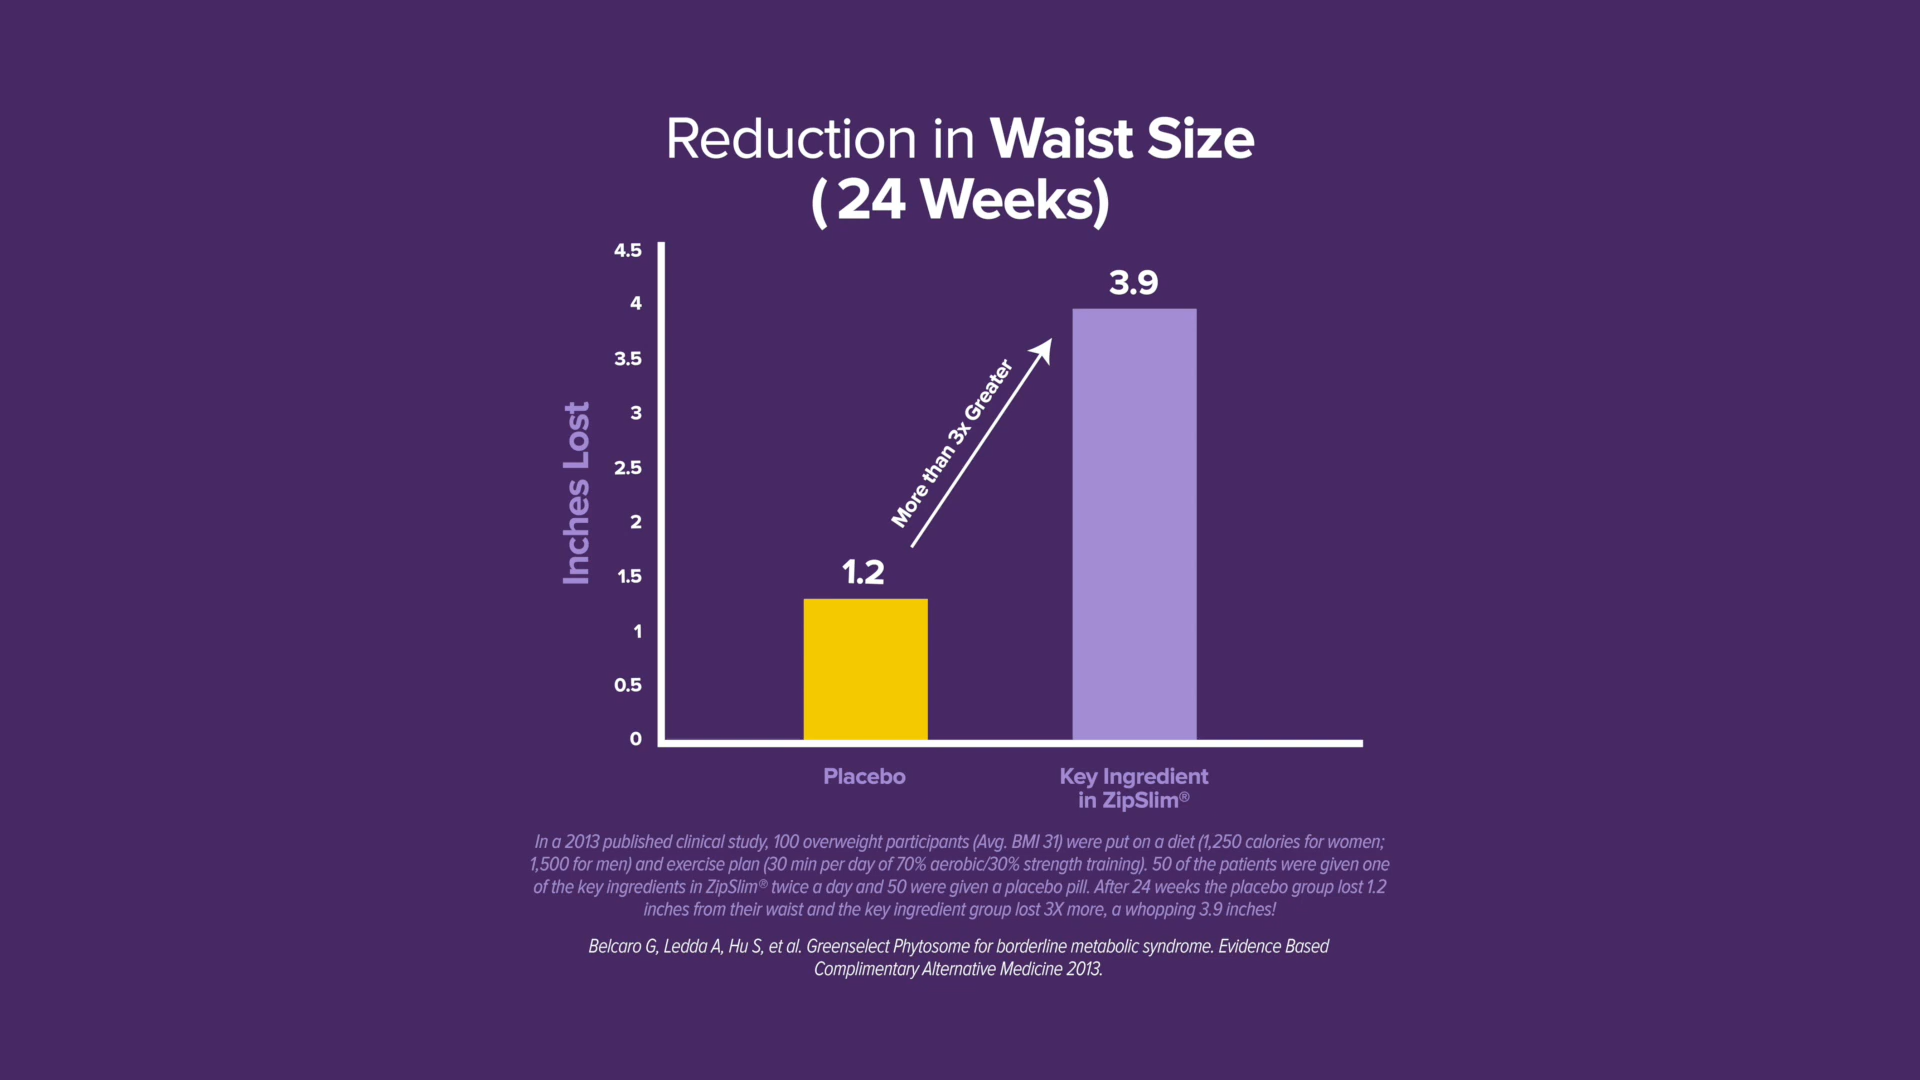 Reduction in Waist Size
(24 Weeks)
4.5
4
3.5
3
2.5
2
1.5
1
0.5
0
Inches Lost
1.2
More than 3x Greater
3.9
Placebo
Key Ingredient
in ZipSlim®
In a 2013 published clinical study, 100 overweight participants (Avg. BMI 31) were put on a diet (1,250 calories for women;
1,500 for men) and exercise plan (30 min per day of 70% aerobic/30% strength training). 50 of the patients were given one
of the key ingredients in ZipSlim® twice a day and 50 were given a placebo pill. After 24 weeks the placebo group lost 1.2
inches from their waist and the key ingredient group lost 3X more, a whopping 3.9 inches!
Belcaro G, Ledda A, Hu S, et al. Greenselect Phytosome for borderline metabolic syndrome. Evidence Based
Complimentary Alternative Medicine 2013.